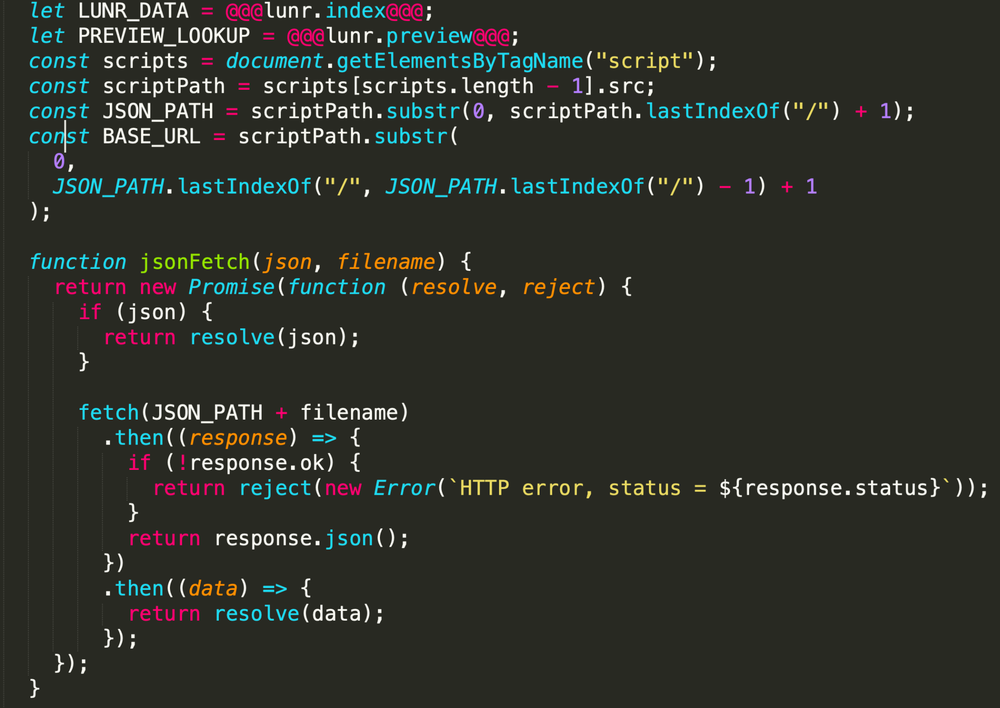 let LUNR_DATA = @@@lunr.index@@@;
let PREVIEW_LOOKUP = @@@lunr.preview@@@;
const scripts = document.getElementsByTagName("script");
const scriptPath = scripts[scripts.length - 1].src;
const JSON_PATH = scriptPath.substr(0, scriptPath.lastIndexOf("/") + 1);
const BASE_URL = scriptPath.substr(
  0,
  JSON_PATH.lastIndexOf("/", JSON_PATH.lastIndexOf("/") - 1) + 1
);

function jsonFetch(json, filename) {
  return new Promise(function (resolve, reject) {
    if (json) {
      return resolve(json);
    }

    fetch(JSON_PATH + filename)
      .then((response) => {
        if (!response.ok) {
          return reject(new Error(`HTTP error, status = ${response.status}`));
        }
        return response.json();
      })
      .then((data) => {
        return resolve(data);
      });
  });
}